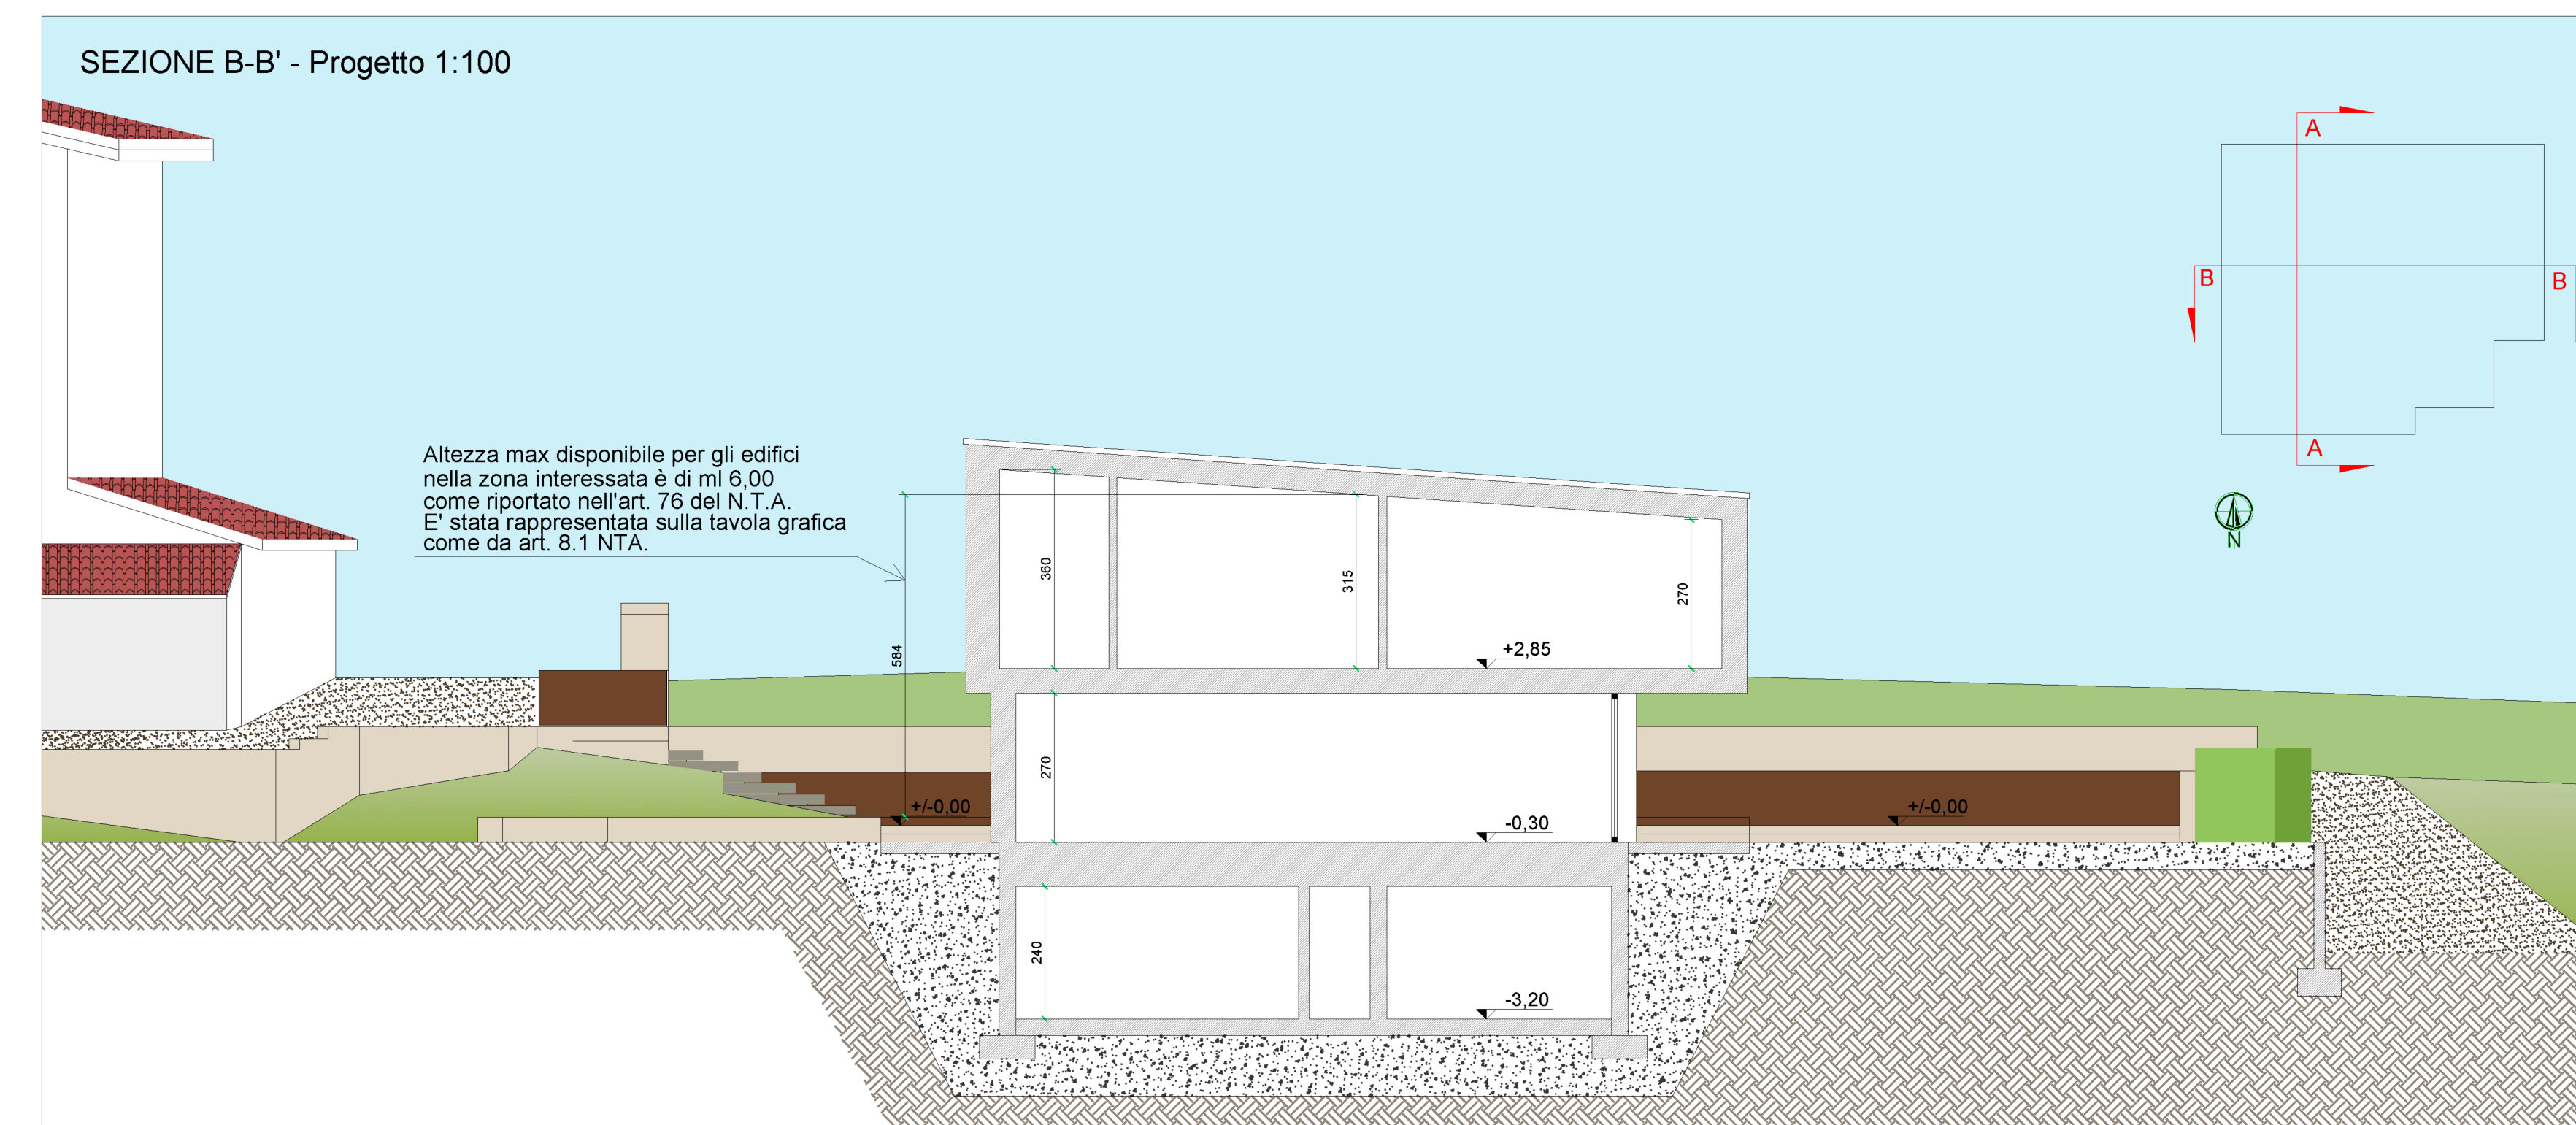 SEZIONE B-B' - Progetto 1:100
A
B
B
A
N
Altezza max disponibile per gli edifici
nella zona interessata è di ml 6,00
come riportato nell'art. 76 del N.T.A.
E' stata rappresentata sulla tavola grafica
come da art. 8.1 NTA.
360
315
270
584
+2,85
270
+/-0,00
-0,30
+/-0,00
240
-3,20